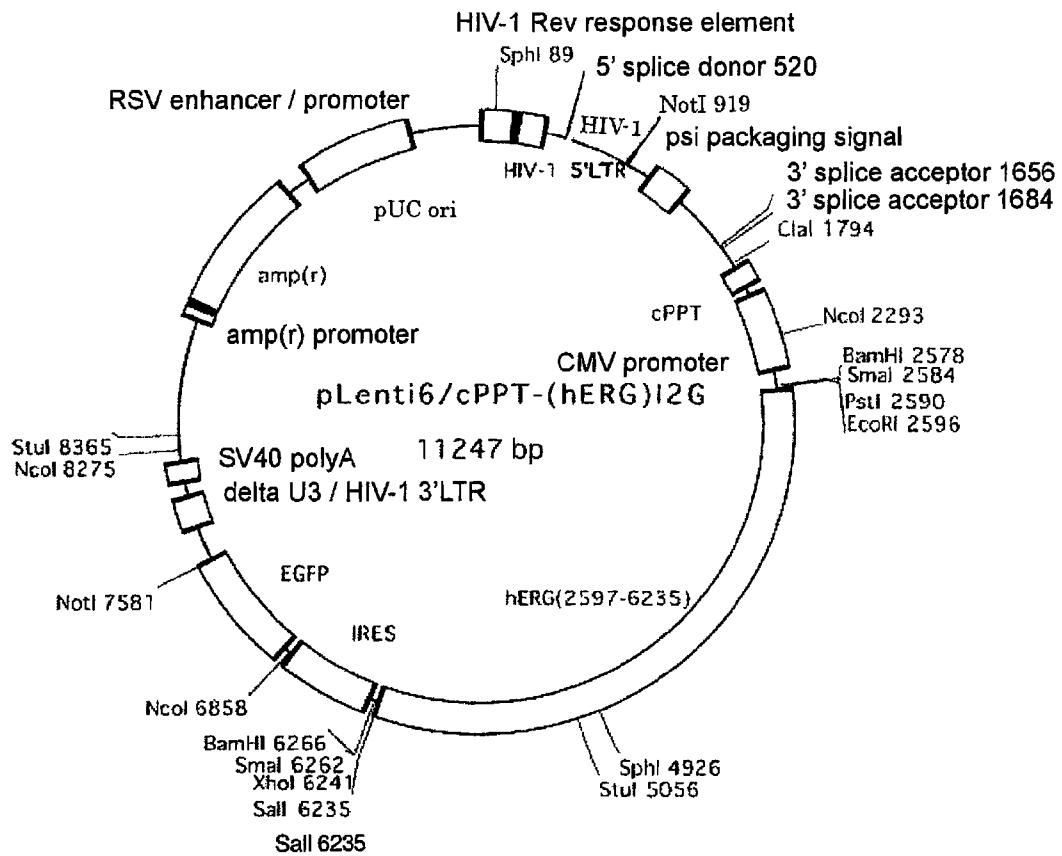 HIV-1 Rev response element
SphI 89
5' splice donor 520
RSV enhancer / promoter
NotI 919
HIV-1
psi packaging signal
HIV-1 5'LTR
3' splice acceptor 1656
3' splice acceptor 1684
ClaI 1794
pUC ori
amp(r)
cPPT
NcoI 2293
amp(r) promoter
CMV promoter
BamHI 2578
SmaI 2584
PstI 2590
EcoRI 2596
pLenti6/cPPT-(hERG)I2G
11247 bp
StuI 8365
NcoI 8275
SV40 polyA
delta U3 / HIV-1 3'LTR
EGFP
NotI 7581
hERG(2597-6235)
IRES
NcoI 6858
BamHI 6266
SmaI 6262
XhoI 6241
SalI 6235
SalI 6235
SphI 4926
StuI 5056